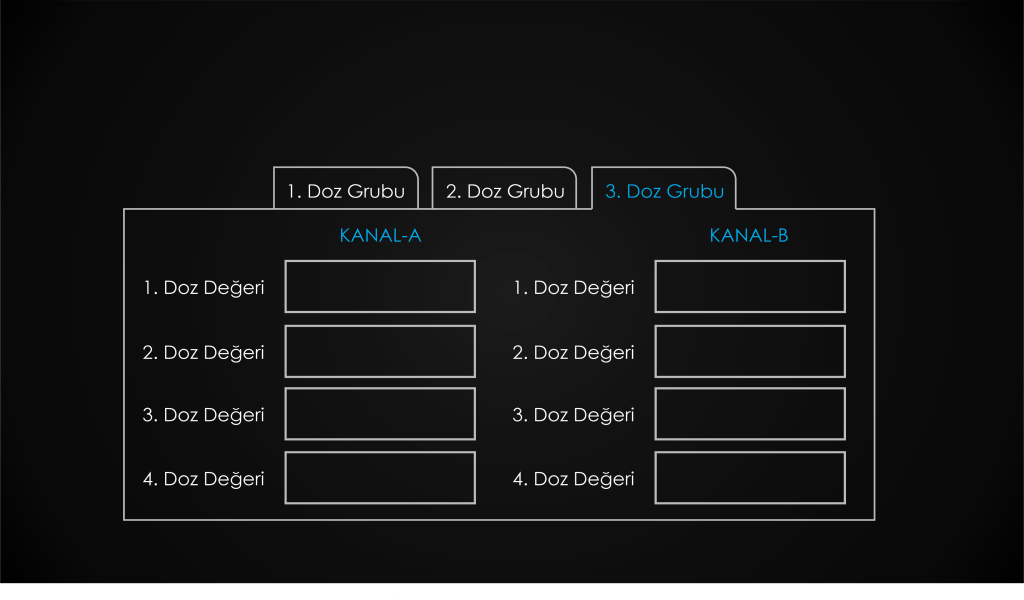 1. Doz Grubu 2. Doz Grubu 3. Doz Grubu
KANAL-A KANAL-B
1. Doz Değeri 1. Doz Değeri
2. Doz Değeri 2. Doz Değeri
3. Doz Değeri 3. Doz Değeri
4. Doz Değeri 4. Doz Değeri